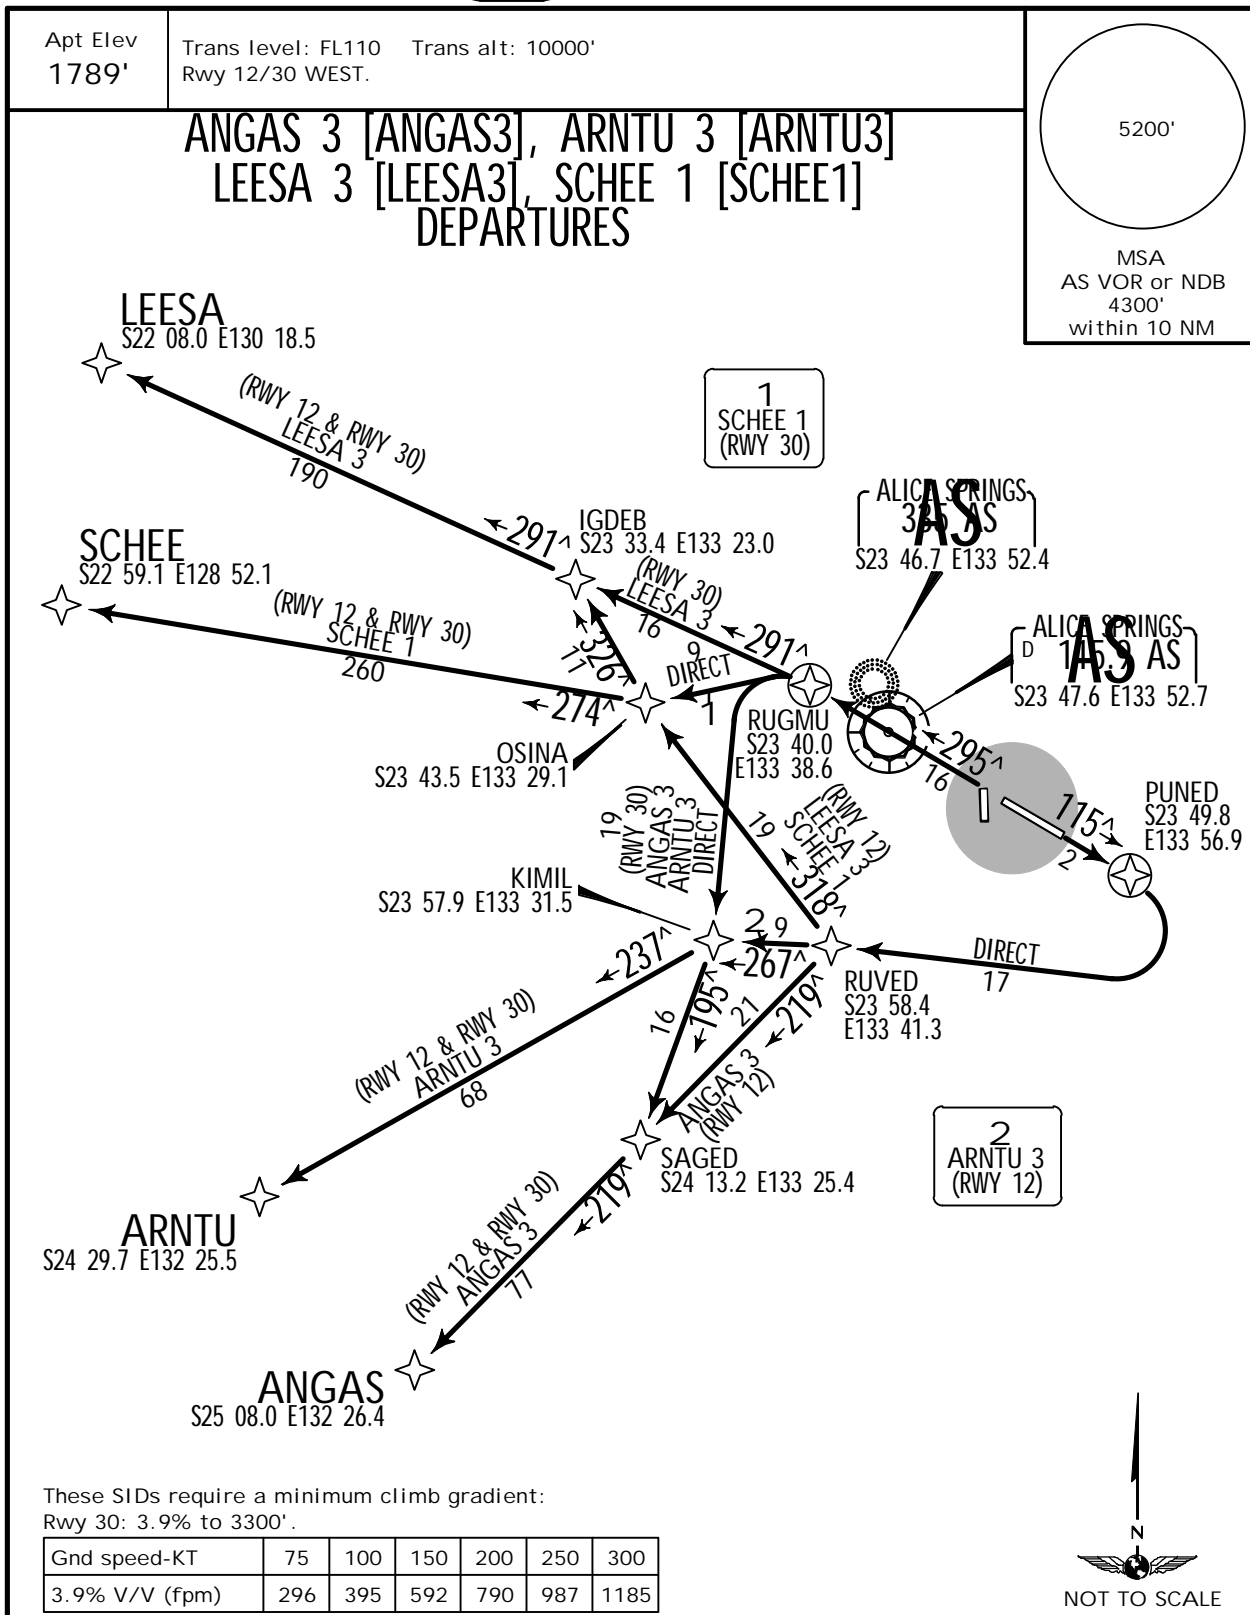 Apt Elev
1789'
Trans level: FL110 Trans alt: 10000'
Rwy 12/30 WEST.
5200'
MSA
AS VOR or NDB
4300'
within 10 NM
ANGAS 3 [ANGAS3], ARNTU 3 [ARNTU3]
LEESA 3 [LEESA3], SCHEE 1 [SCHEE1]
DEPARTURES
LEESA
S22 08.0 E130 18.5
(RWY 12 & RWY 30)
LEESA 3
190
291^
1
SCHEE 1
(RWY 30)
SCHEE
S22 59.1 E128 52.1
(RWY 12 & RWY 30)
SCHEE 1
260
274^
IGDEB
S23 33.4 E133 23.0
(RWY 30)
LEESA 3
16
291^
326^
11
9
DIRECT
1
ALICE SPRINGS
335 AS
AS
S23 46.7 E133 52.4
ALICE SPRINGS
D
115.9 AS
AS
S23 47.6 E133 52.7
RUGMU
S23 40.0
E133 38.6
295^
16
OSINA
S23 43.5 E133 29.1
115^
2
PUNED
S23 49.8
E133 56.9
19
(RWY 30)
ANGAS 3
ARNTU 3
DIRECT
(RWY 12)
LEESA 3
SCHEE 1
19
318^
KIMIL
S23 57.9 E133 31.5
2
9
267^
DIRECT
17
RUVED
S23 58.4
E133 41.3
237^
(RWY 12 & RWY 30)
ARNTU 3
68
195^
16
219^
21
ANGAS 3
(RWY 12)
2
ARNTU 3
(RWY 12)
SAGED
S24 13.2 E133 25.4
219^
(RWY 12 & RWY 30)
ANGAS 3
77
ARNTU
S24 29.7 E132 25.5
ANGAS
S25 08.0 E132 26.4
These SIDs require a minimum climb gradient:
Rwy 30: 3.9% to 3300'.
Gnd speed-KT 75 100 150 200 250 300
3.9% V/V (fpm) 296 395 592 790 987 1185
N
NOT TO SCALE